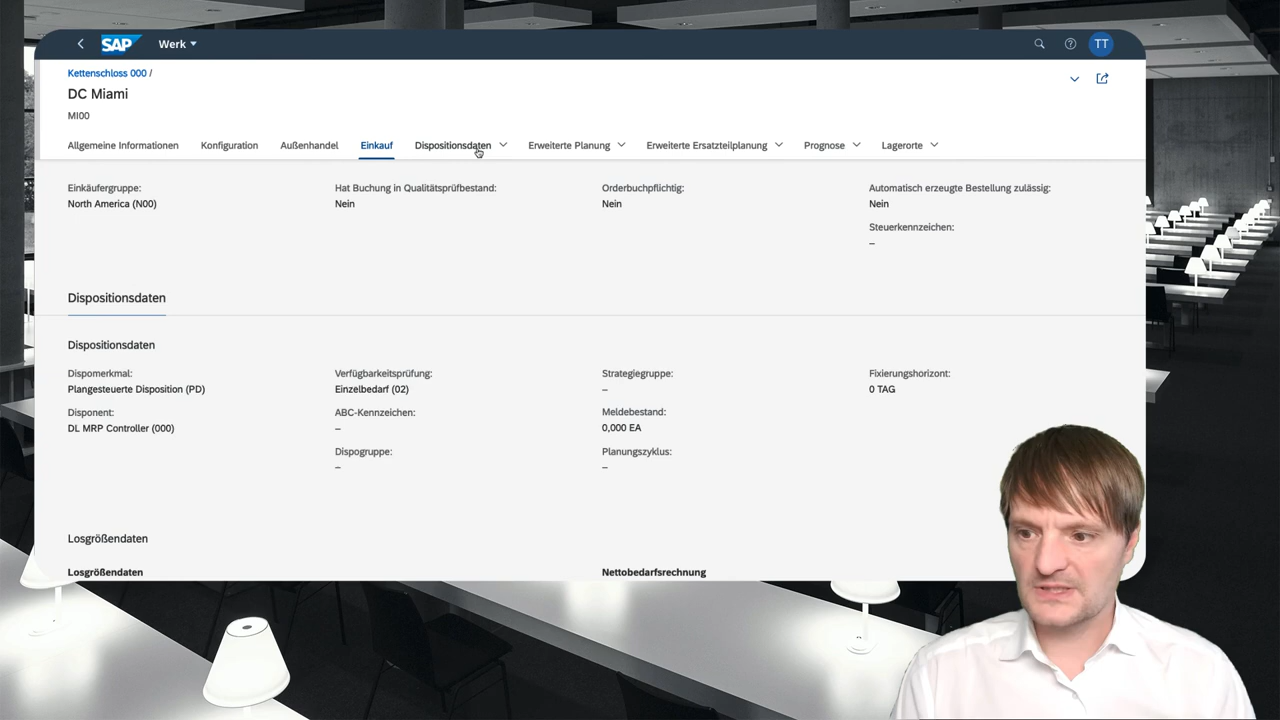 SAP Werk TT
Kettenschloss 000 /
DC Miami
MI00
Allgemeine Informationen Konfiguration Außenhandel Einkauf Dispositionsdaten Erweiterte Planung Erweiterte Ersatzteilplanung Prognose Lagerorte
Einkäufergruppe: Hat Buchung in Qualitätsprüfbestand: Orderbuchpflichtig: Automatisch erzeugte Bestellung zulässig:
North America (N00) Nein Nein Nein
Steuerkennzeichen:
–
Dispositionsdaten
Dispositionsdaten
Dispomerkmal: Verfügbarkeitsprüfung: Strategiegruppe: Fixierungshorizont:
Plangesteuerte Disposition (PD) Einzelbedarf (02) – 0 TAG
Disponent: ABC-Kennzeichen: Meldebestand:
DL MRP Controller (000) – 0,000 EA
Dispogruppe: Planungszyklus:
– –
Losgrößendaten
Losgrößendaten Nettobedarfsrechnung